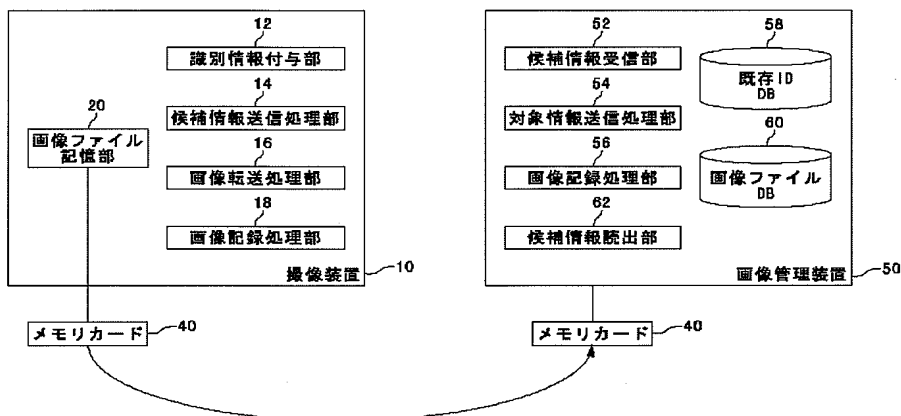 12
識別情報付与部
14
候補情報送信処理部
20
画像ファイル
記憶部
16
画像転送処理部
18
画像記録処理部
撮像装置
10
メモリカード
40
52
候補情報受信部
58
既存ID
DB
54
対象情報送信処理部
60
画像ファイル
DB
56
画像記録処理部
62
候補情報読出部
画像管理装置
50
メモリカード
40